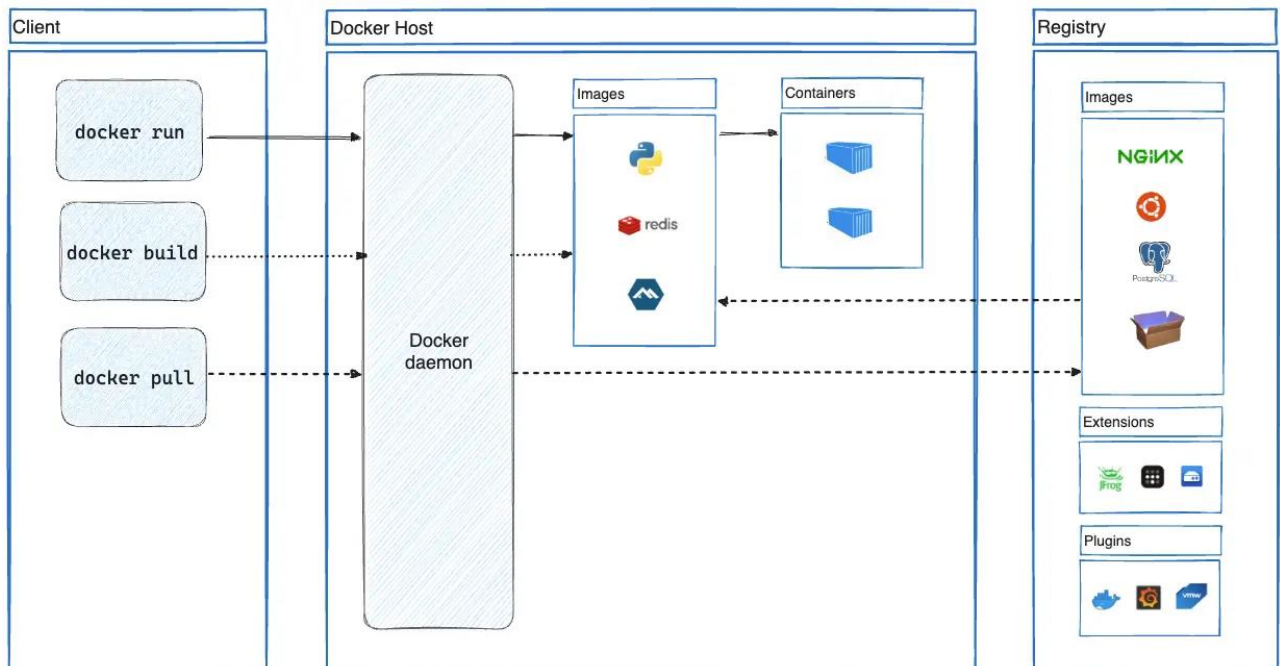 Client
docker run
docker build
docker pull
Docker Host
Docker
daemon
Images
redis
Containers
Registry
Images
NGINX
PostgreSQL
Extensions
JFrog
Plugins
vmw